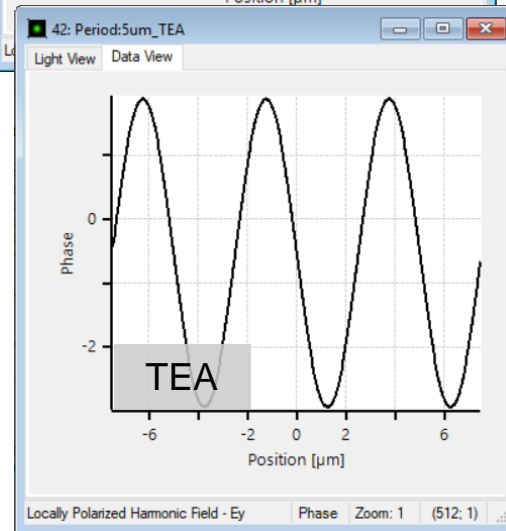 Position [µm]
42: Period:5um_TEA
Light View Data View
0
-2
Phase
TEA
-6 -2 0 2 6
Position [µm]
Locally Polarized Harmonic Field - Ey Phase Zoom: 1 (512; 1)